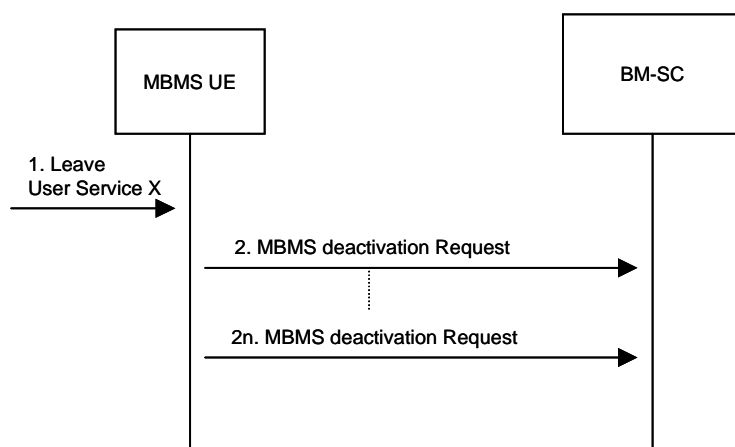 MBMS UE
BM-SC
1. Leave
User Service X
2. MBMS deactivation Request
2n. MBMS deactivation Request